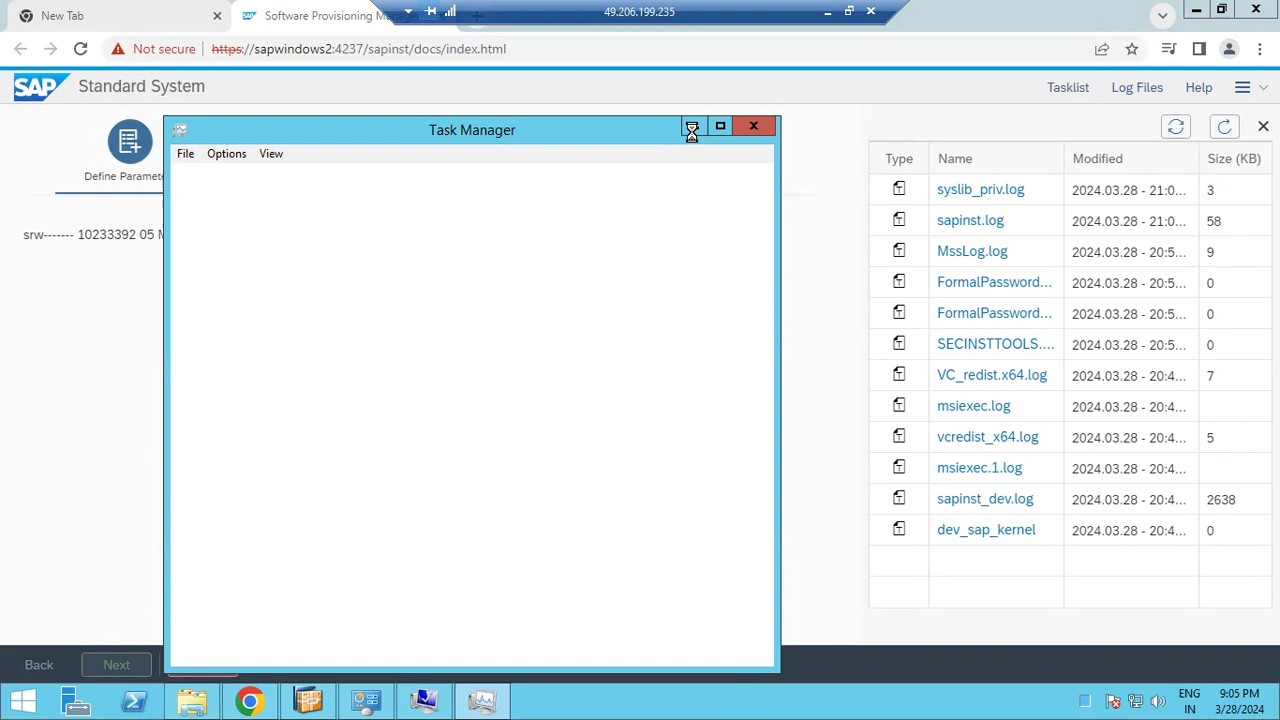 New Tab
Software Provisioning
49.206.199.235
Not secure
https://sapwindows2:4237/sapinst/docs/index.html
SAP
Standard System
Tasklist
Log Files
Help
Task Manager
File
Options
View
Define Paramete
srw------- 10233392 05 M
Type Name Modified Size (KB)
syslib_priv.log 2024.03.28 - 21:0... 3
sapinst.log 2024.03.28 - 21:0... 58
MssLog.log 2024.03.28 - 20:5... 9
FormalPassword... 2024.03.28 - 20:5... 0
FormalPassword... 2024.03.28 - 20:5... 0
SECINSTTOOLS.... 2024.03.28 - 20:5... 0
VC_redist.x64.log 2024.03.28 - 20:4... 7
msiexec.log 2024.03.28 - 20:4...
vcredist_x64.log 2024.03.28 - 20:4... 5
msiexec.1.log 2024.03.28 - 20:4...
sapinst_dev.log 2024.03.28 - 20:4... 2638
dev_sap_kernel 2024.03.28 - 20:4... 0
Back
Next
ENG
IN
9:05 PM
3/28/2024